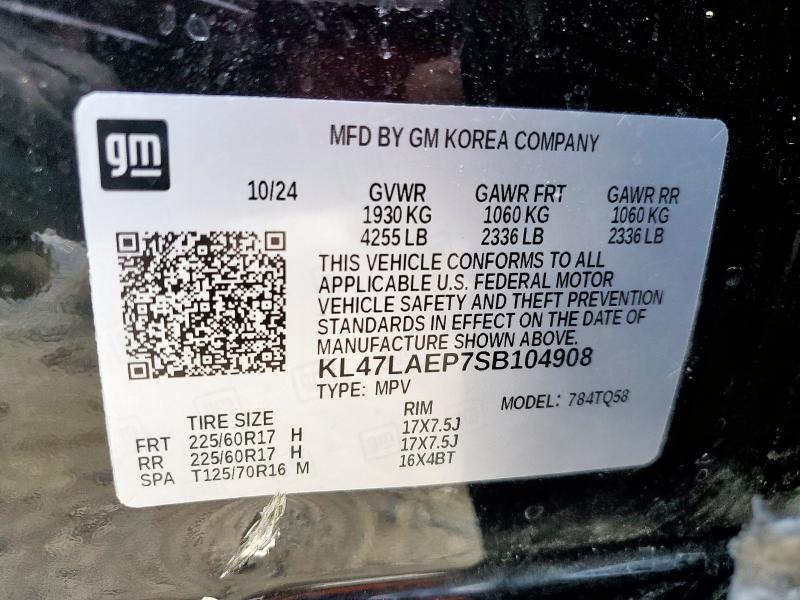 gm
MFD BY GM KOREA COMPANY
10/24 GVWR GAWR FRT GAWR RR
1930 KG 1060 KG 1060 KG
4255 LB 2336 LB 2336 LB
THIS VEHICLE CONFORMS TO ALL
APPLICABLE U.S. FEDERAL MOTOR
VEHICLE SAFETY AND THEFT PREVENTION
STANDARDS IN EFFECT ON THE DATE OF
MANUFACTURE SHOWN ABOVE.
KL47LAEP7SB104908
TYPE: MPV MODEL: 784TQ58
TIRE SIZE RIM
FRT 225/60R17 H 17X7.5J
RR 225/60R17 H 17X7.5J
SPA T125/70R16 M 16X4BT